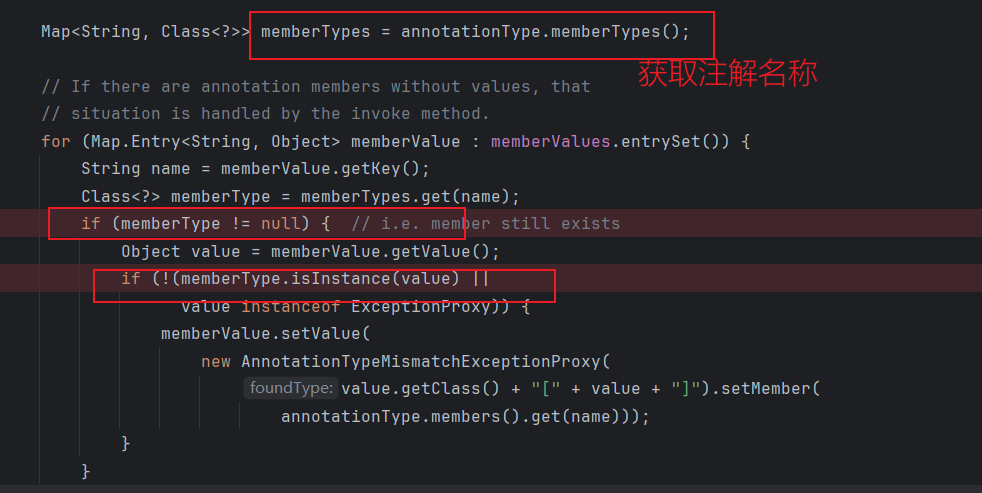 Map<String, Class<?>> memberTypes = annotationType.memberTypes();
获取注解名称
// If there are annotation members without values, that
// situation is handled by the invoke method.
for (Map.Entry<String, Object> memberValue : memberValues.entrySet()) {
String name = memberValue.getKey();
Class<?> memberType = memberTypes.get(name);
if (memberType != null) {  // i.e. member still exists
Object value = memberValue.getValue();
if (!(memberType.isInstance(value) ||
value instanceof ExceptionProxy)) {
memberValue.setValue(
new AnnotationTypeMismatchExceptionProxy(
foundType: value.getClass() + "[" + value + "]").setMember(
annotationType.members().get(name)));
}
}